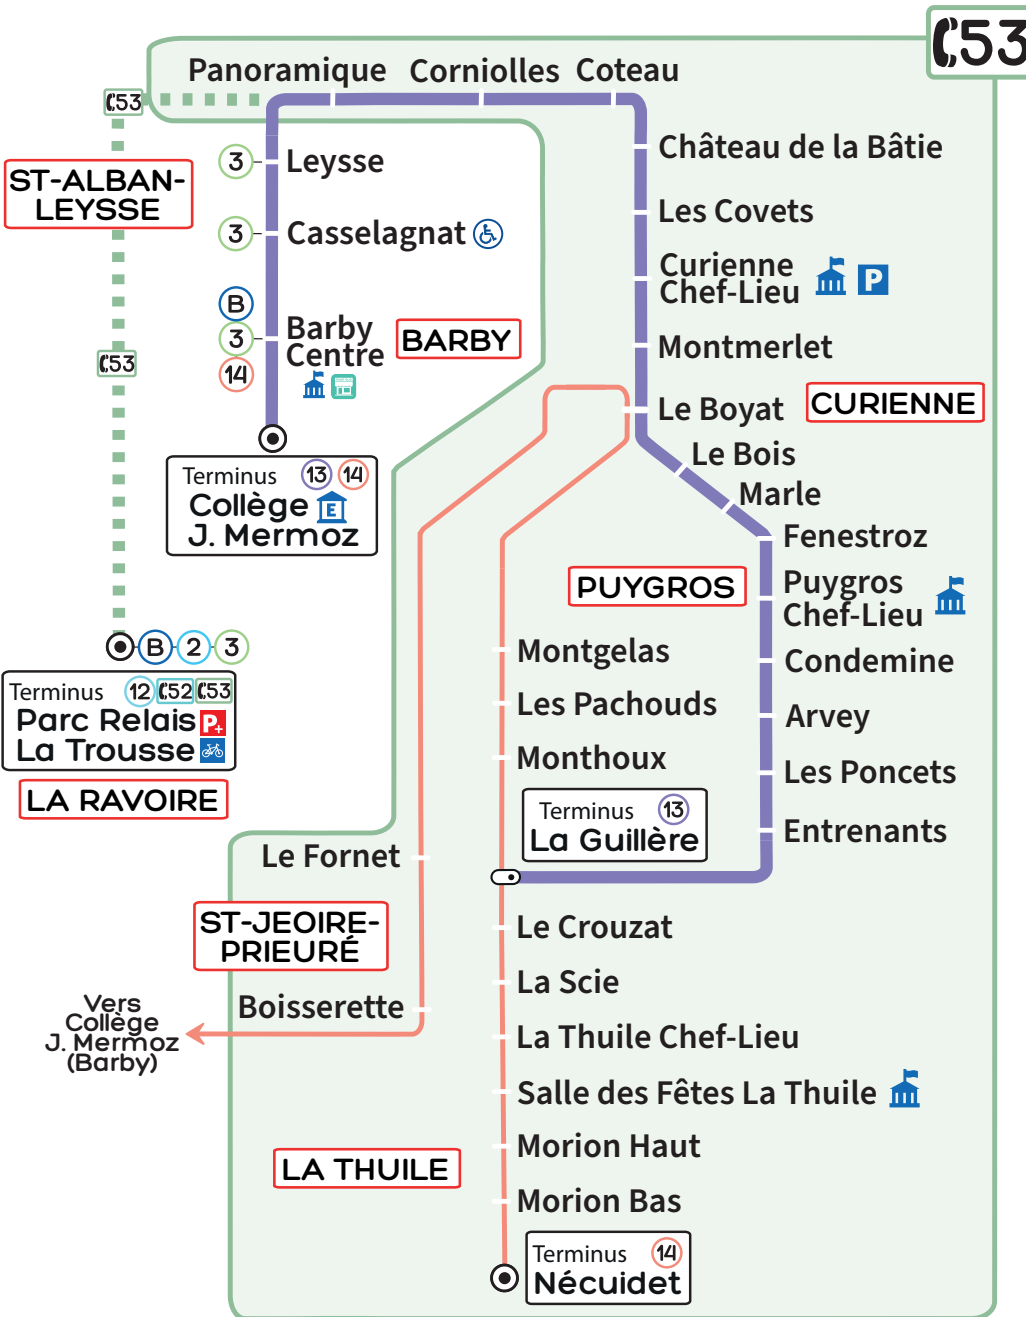 53
Panoramique
Corniolles
Coteau
53
ST-ALBAN-
LEYSSE
3
Leysse
3
Casselagnat
B
3
14
Barby
Centre
BARBY
53
Terminus 13 14
Collège E
J. Mermoz
Château de la Bâtie
Les Covets
Curienne
Chef-Lieu P
Montmerlet
Le Boyat
CURIENNE
Le Bois
Marle
Fenestroz
PUYGROS
Puygros
Chef-Lieu
Condemine
Arvey
Les Poncets
Entrenants
B 2 3
Terminus 12 52 53
Parc Relais P+
La Trousse
LA RAVOIRE
Montgelas
Les Pachouds
Monthoux
Terminus 13
La Guillère
Le Fornet
ST-JEOIRE-
PRIEURÉ
Boisserette
Vers
Collège
J. Mermoz
(Barby)
Le Crouzat
La Scie
La Thuile Chef-Lieu
Salle des Fêtes La Thuile
LA THUILE
Morion Haut
Morion Bas
Terminus 14
Nécuidet